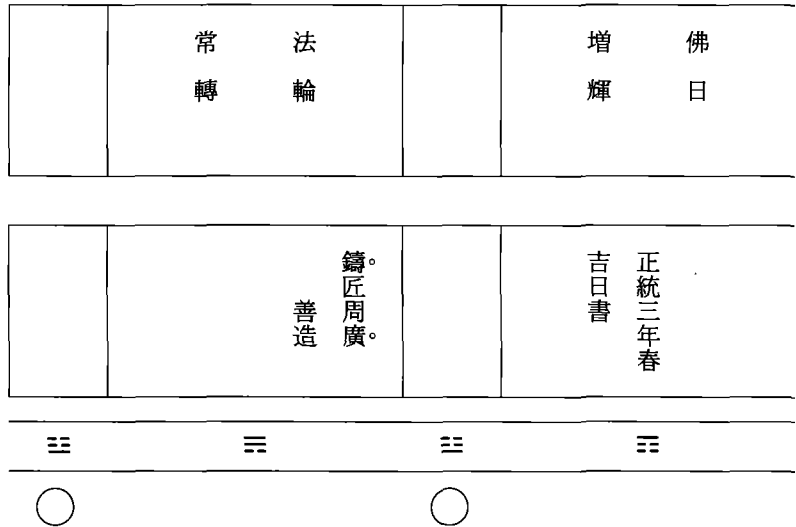 佛日
増輝
法輪
常轉
正統三年春
吉日書
鑄。匠周廣。
善造